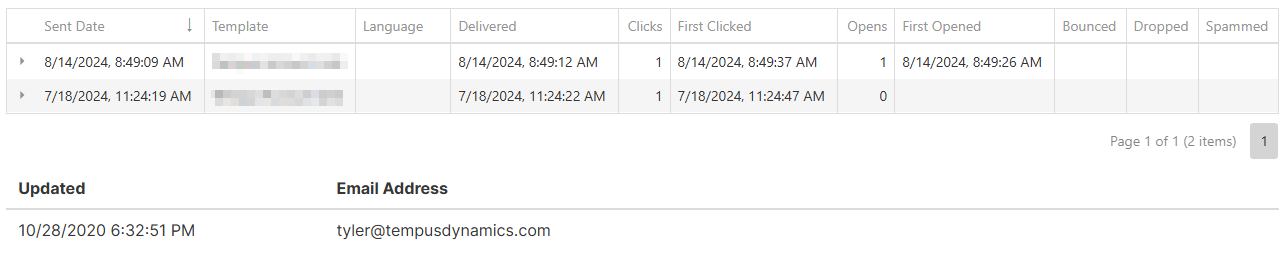 Sent Date ↓ Template Language Delivered Clicks First Clicked Opens First Opened Bounced Dropped Spammed
8/14/2024, 8:49:09 AM 8/14/2024, 8:49:12 AM 1 8/14/2024, 8:49:37 AM 1 8/14/2024, 8:49:26 AM
7/18/2024, 11:24:19 AM 7/18/2024, 11:24:22 AM 1 7/18/2024, 11:24:47 AM 0
Page 1 of 1 (2 items) 1
Updated Email Address
10/28/2020 6:32:51 PM tyler@tempusdynamics.com